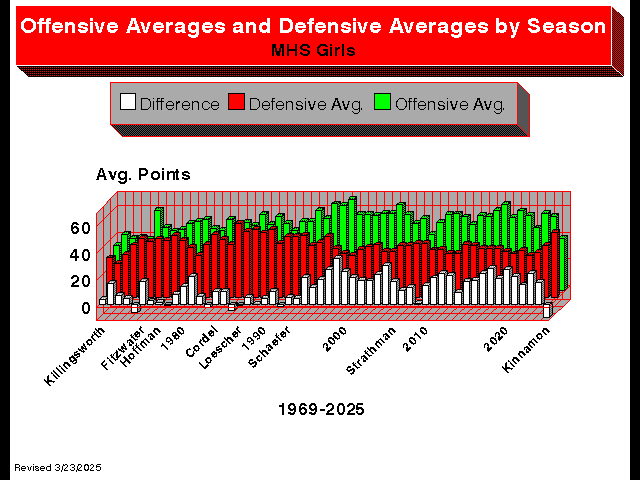 Offensive Averages and Defensive Averages by Season
MHS Girls
Difference Defensive Avg. Offensive Avg.
Avg. Points
60
40
20
0
Killingsworth
Fitzwater
Hoffman
1980
Cordel
Loescher
1990
Schaefer
2000
Strathman
2010
2020
Kinnamon
1969-2025
Revised 3/23/2025